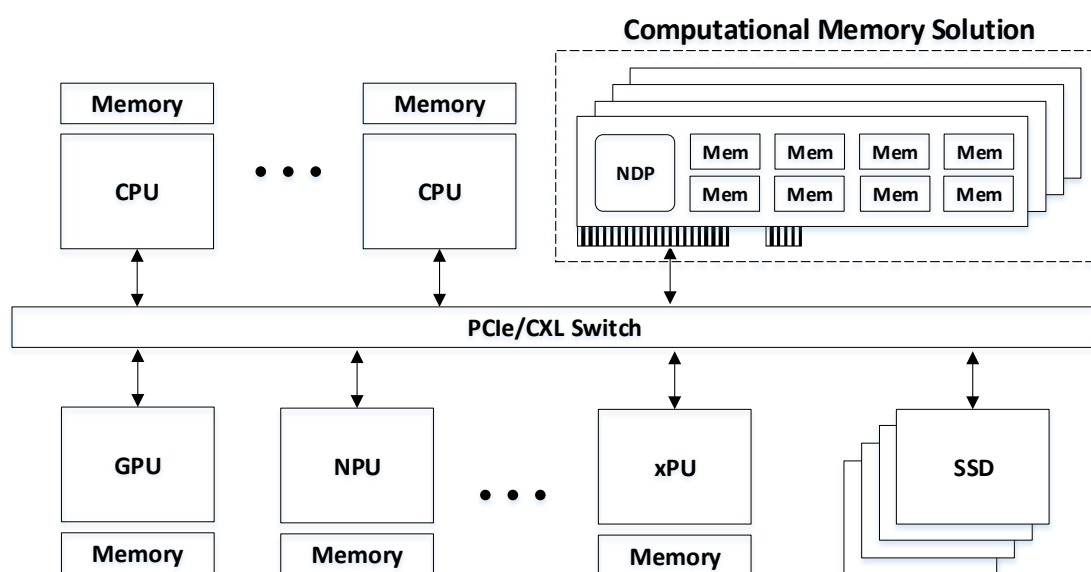 Computational Memory Solution
Memory
Memory
CPU
CPU
NDP
Mem Mem Mem Mem
Mem Mem Mem Mem
PCIe/CXL Switch
GPU
NPU
xPU
SSD
Memory
Memory
Memory